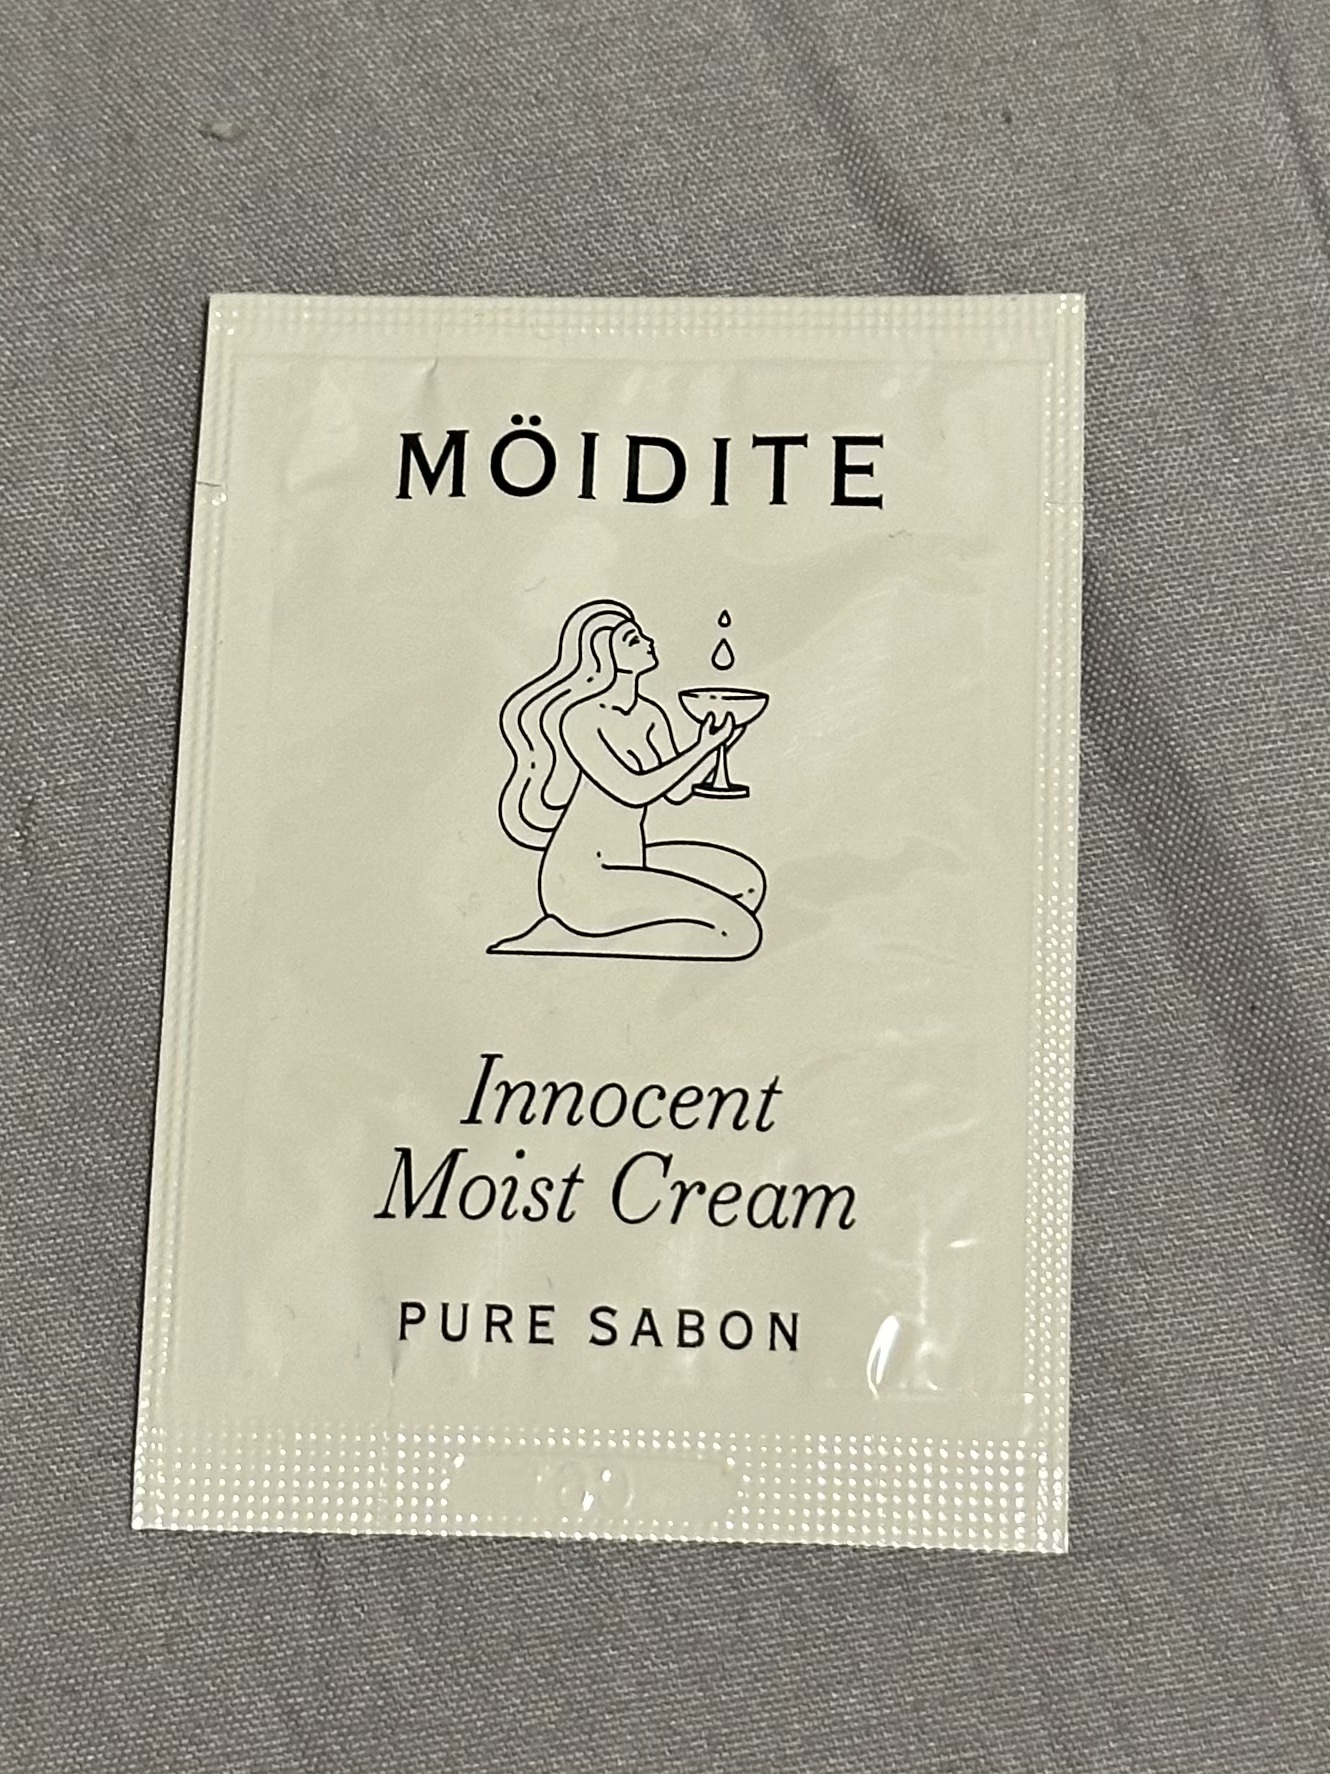 MÖIDITE
Innocent
Moist Cream
PURE SABON